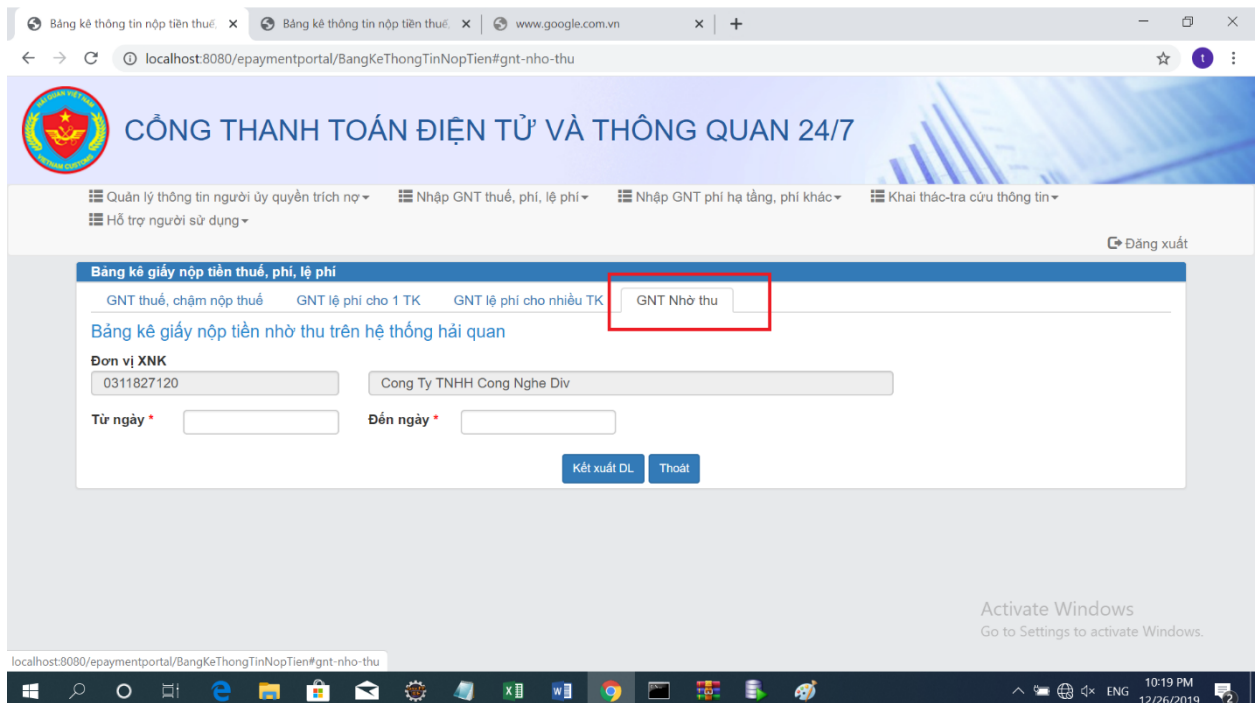 Bảng kê thông tin nộp tiền thuế,
Bảng kê thông tin nộp tiền thuế,
www.google.com.vn
localhost:8080/epaymentportal/BangKeThongTinNopTien#gnt-nho-thu
t
HẢI QUAN VIỆT NAM
VIETNAM CUSTOMS
CỔNG THANH TOÁN ĐIỆN TỬ VÀ THÔNG QUAN 24/7
Quản lý thông tin người ủy quyền trích nợ
Nhập GNT thuế, phí, lệ phí
Nhập GNT phí hạ tầng, phí khác
Khai thác-tra cứu thông tin
Hỗ trợ người sử dụng
Đăng xuất
Bảng kê giấy nộp tiền thuế, phí, lệ phí
GNT thuế, chậm nộp thuế
GNT lệ phí cho 1 TK
GNT lệ phí cho nhiều TK
GNT Nhờ thu
Bảng kê giấy nộp tiền nhờ thu trên hệ thống hải quan
Đơn vị XNK
0311827120
Cong Ty TNHH Cong Nghe Div
Từ ngày *
Đến ngày *
Kết xuất DL
Thoát
Activate Windows
Go to Settings to activate Windows.
localhost:8080/epaymentportal/BangKeThongTinNopTien#gnt-nho-thu
ENG
10:19 PM
12/26/2019
2